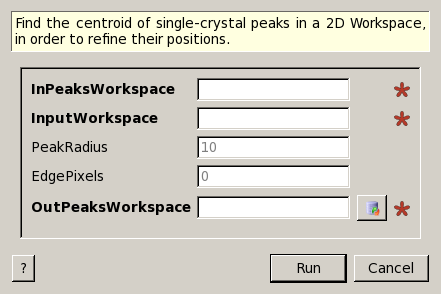 Find the centroid of single-crystal peaks in a 2D Workspace,
in order to refine their positions.
InPeaksWorkspace
InputWorkspace
PeakRadius 10
EdgePixels 0
OutPeaksWorkspace
? Run Cancel